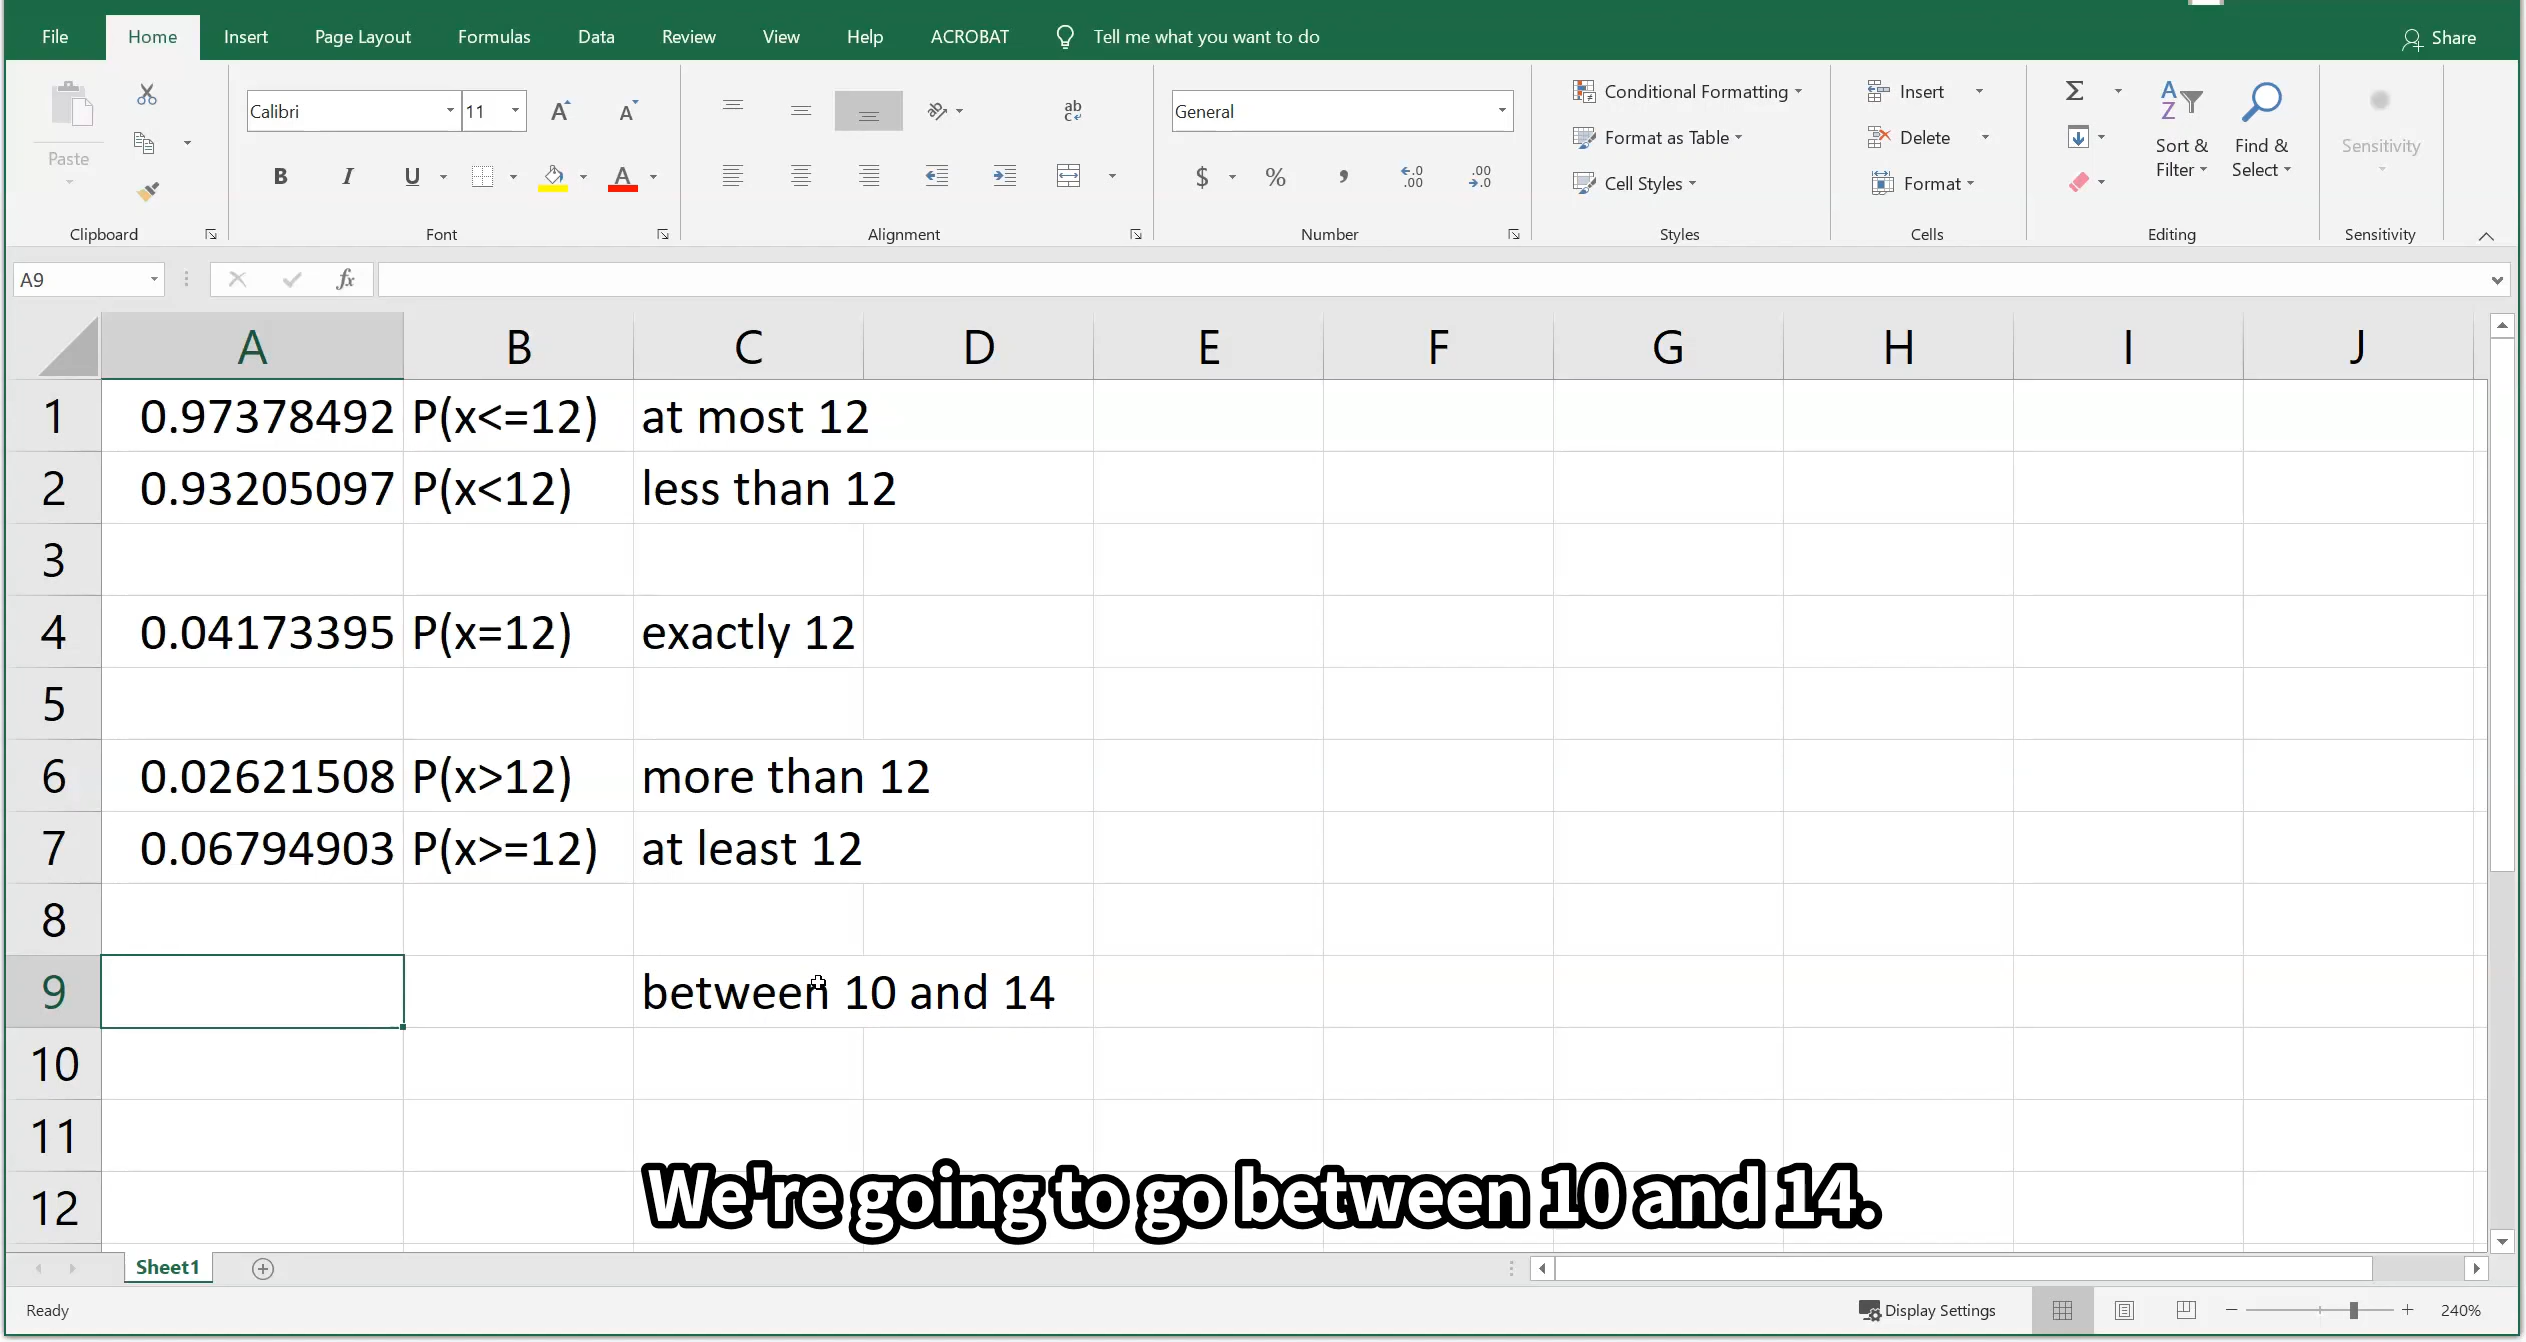 File Home Insert Page Layout Formulas Data Review View Help ACROBAT Tell me what you want to do Share
Paste
Calibri 11
General
Conditional Formatting
Format as Table
Cell Styles
Insert
Delete
Format
Sort & Filter
Find & Select
Sensitivity
Clipboard Font Alignment Number Styles Cells Editing Sensitivity
A9 fx
A B C D E F G H I J
1 0.97378492 P(x<=12) at most 12
2 0.93205097 P(x<12) less than 12
3
4 0.04173395 P(x=12) exactly 12
5
6 0.02621508 P(x>12) more than 12
7 0.06794903 P(x>=12) at least 12
8
9 between 10 and 14
10
11
12
We're going to go between 10 and 14.
Sheet1
Ready Display Settings 240%